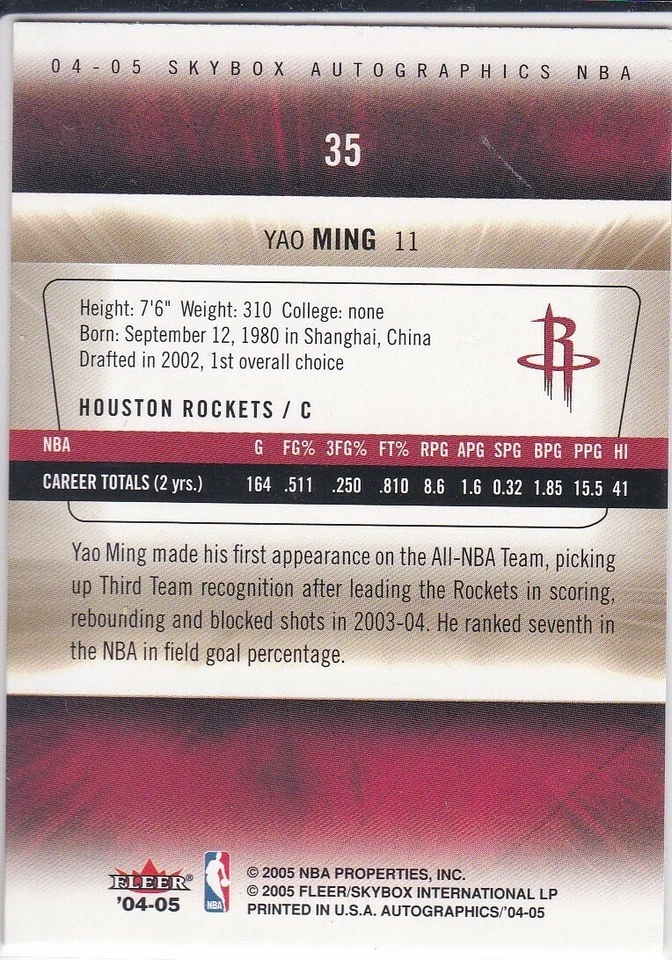 04-05 SKYBOX AUTOGRAPHICS NBA
35
YAO MING 11
Height: 7'6" Weight: 310 College: none
Born: September 12, 1980 in Shanghai, China
Drafted in 2002, 1st overall choice
R
HOUSTON ROCKETS / C
NBA G FG% 3FG% FT% RPG APG SPG BPG PPG HI
CAREER TOTALS (2 yrs.) 164 .511 .250 .810 8.6 1.6 0.32 1.85 15.5 41
Yao Ming made his first appearance on the All-NBA Team, picking
up Third Team recognition after leading the Rockets in scoring,
rebounding and blocked shots in 2003-04. He ranked seventh in
the NBA in field goal percentage.
FLEER®
'04-05
NBA
© 2005 NBA PROPERTIES, INC.
© 2005 FLEER/SKYBOX INTERNATIONAL LP
PRINTED IN U.S.A. AUTOGRAPHICS/'04-05